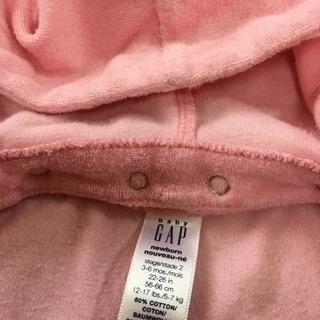 baby
GAP
newborn
nouveau-né
stage/stade 2
3-6 mos./mois
22-26 in
56-66 cm
12-17 lbs./5-7 kg
80% COTTON/
COTON/
BAUMWOLLE/